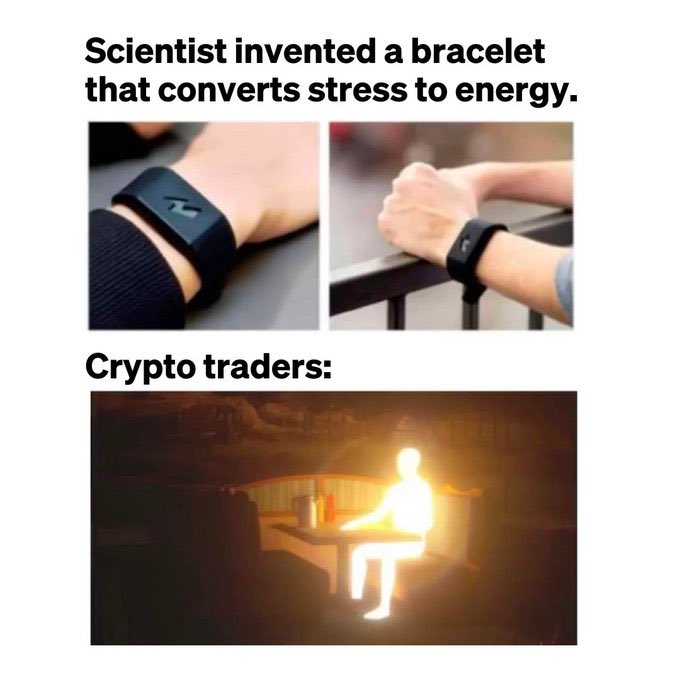 Scientist invented a bracelet
that converts stress to energy.
Crypto traders: